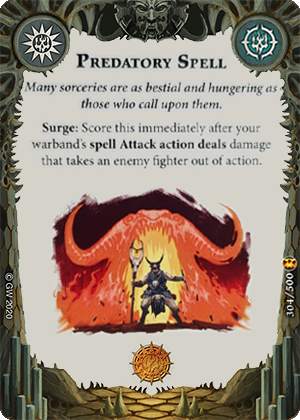 PREDATORY SPELL
Many sorceries are as bestial and hungering as
those who call upon them.
Surge: Score this immediately after your
warband's spell Attack action deals damage
that takes an enemy fighter out of action.
© GW 2020
304/500